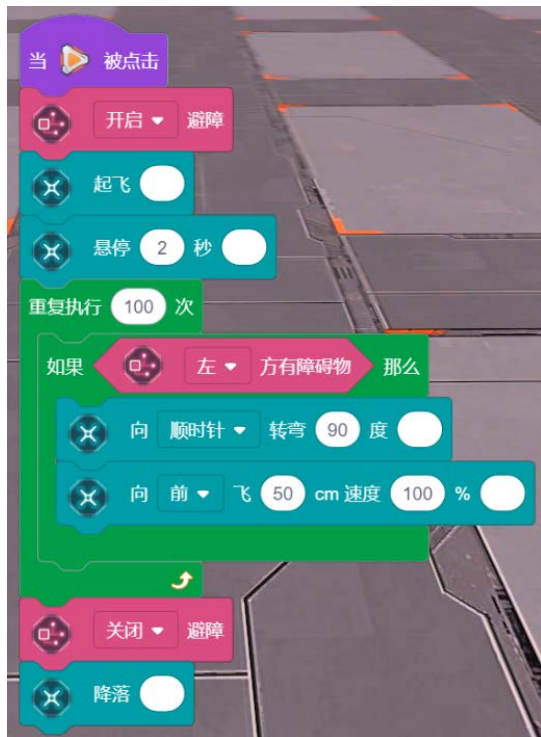 当 被点击
开启 避障
起飞
悬停 2 秒
重复执行 100 次
如果 左 方有障碍物 那么
向 顺时针 转弯 90 度
向 前 飞 50 cm 速度 100 %
关闭 避障
降落